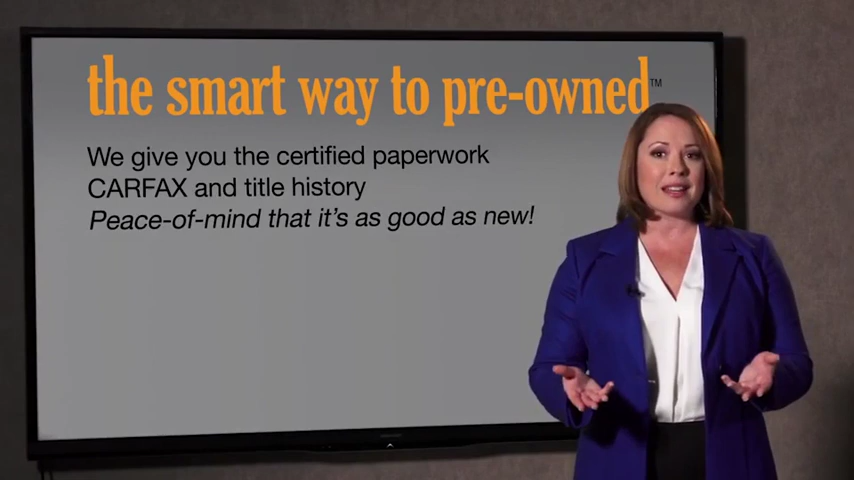 the smart way to pre-owned™
We give you the certified paperwork
CARFAX and title history
Peace-of-mind that it's as good as new!